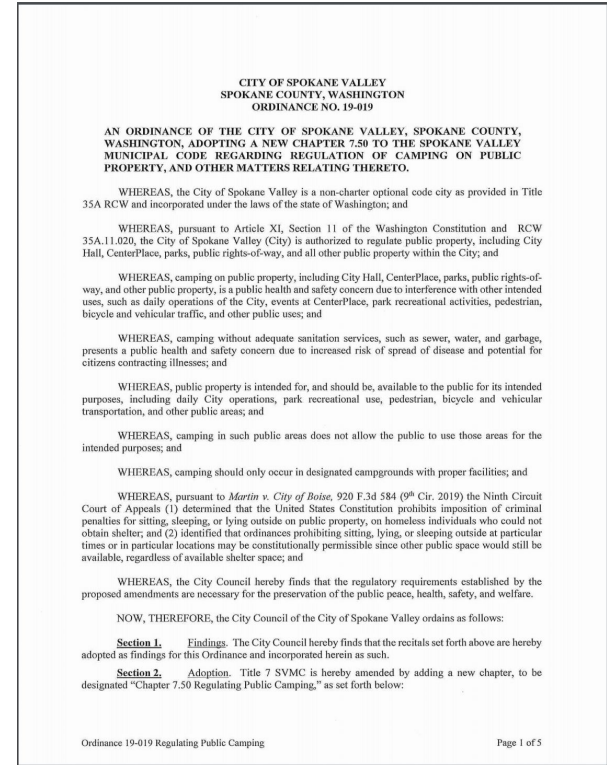 CITY OF SPOKANE VALLEY
SPOKANE COUNTY, WASHINGTON
ORDINANCE NO. 19-019
AN ORDINANCE OF THE CITY OF SPOKANE VALLEY, SPOKANE COUNTY,
WASHINGTON, ADOPTING A NEW CHAPTER 7.50 TO THE SPOKANE VALLEY
MUNICIPAL CODE REGARDING REGULATION OF CAMPING ON PUBLIC
PROPERTY, AND OTHER MATTERS RELATING THERETO.
WHEREAS, the City of Spokane Valley is a non-charter optional code city as provided in Title
35A RCW and incorporated under the laws of the state of Washington; and
WHEREAS, pursuant to Article XI, Section 11 of the Washington Constitution and RCW
35A.11.020, the City of Spokane Valley (City) is authorized to regulate public property, including City
Hall, CenterPlace, parks, public rights-of-way, and all other public property within the City; and
WHEREAS, camping on public property, including City Hall, CenterPlace, parks, public rights-of-
way, and other public property, is a public health and safety concern due to interference with other intended
uses, such as daily operations of the City, events at CenterPlace, park recreational activities, pedestrian,
bicycle and vehicular traffic, and other public uses; and
WHEREAS, camping without adequate sanitation services, such as sewer, water, and garbage,
presents a public health and safety concern due to increased risk of spread of disease and potential for
citizens contracting illnesses; and
WHEREAS, public property is intended for, and should be, available to the public for its intended
purposes, including daily City operations, park recreational use, pedestrian, bicycle and vehicular
transportation, and other public areas; and
WHEREAS, camping in such public areas does not allow the public to use those areas for the
intended purposes; and
WHEREAS, camping should only occur in designated campgrounds with proper facilities; and
WHEREAS, pursuant to Martin v. City of Boise, 920 F.3d 584 (9th Cir. 2019) the Ninth Circuit
Court of Appeals (1) determined that the United States Constitution prohibits imposition of criminal
penalties for sitting, sleeping, or lying outside on public property, on homeless individuals who could not
obtain shelter; and (2) identified that ordinances prohibiting sitting, lying, or sleeping outside at particular
times or in particular locations may be constitutionally permissible since other public space would still be
available, regardless of available shelter space; and
WHEREAS, the City Council hereby finds that the regulatory requirements established by the
proposed amendments are necessary for the preservation of the public peace, health, safety, and welfare.
NOW, THEREFORE, the City Council of the City of Spokane Valley ordains as follows:
Section 1. Findings. The City Council hereby finds that the recitals set forth above are hereby
adopted as findings for this Ordinance and incorporated herein as such.
Section 2. Adoption. Title 7 SVMC is hereby amended by adding a new chapter, to be
designated “Chapter 7.50 Regulating Public Camping,” as set forth below:
Ordinance 19-019 Regulating Public Camping Page 1 of 5